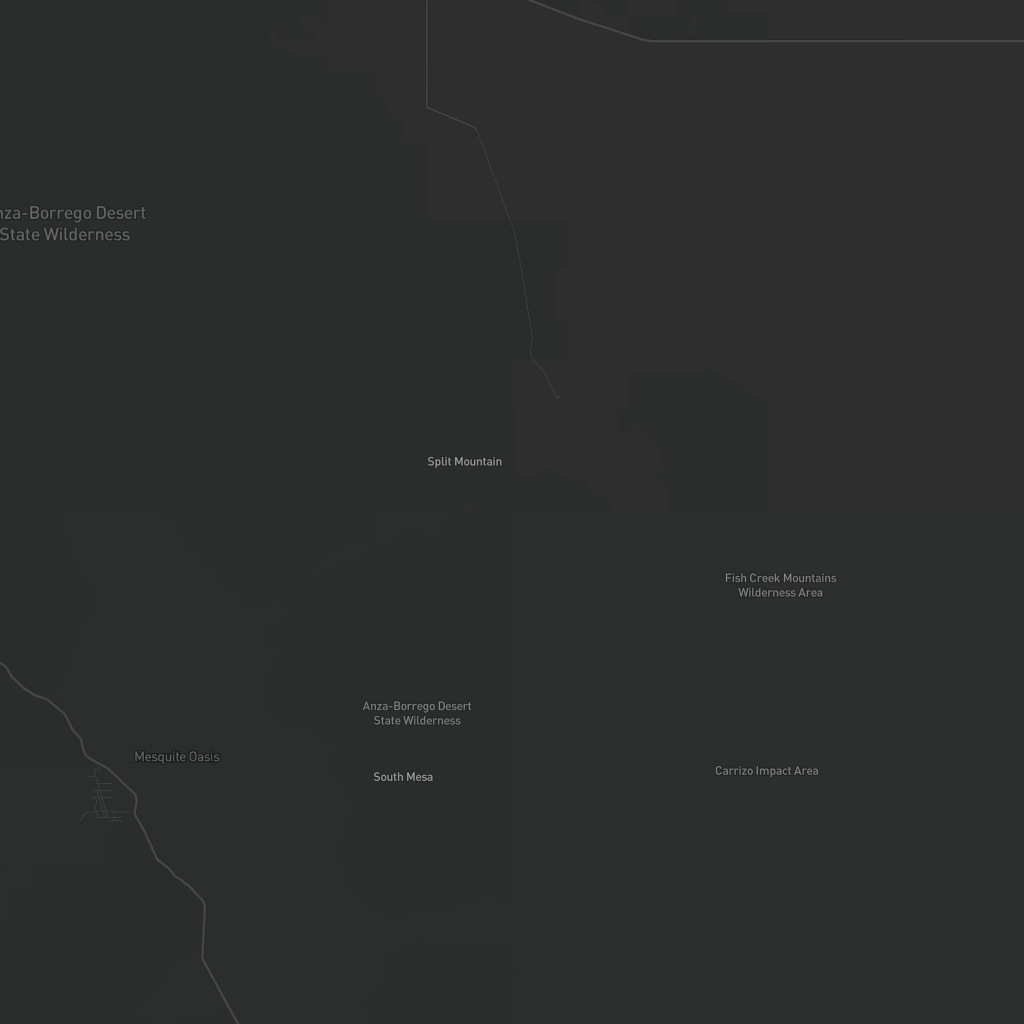 nza-Borrego Desert
State Wilderness
Split Mountain
Fish Creek Mountains
Wilderness Area
Anza-Borrego Desert
State Wilderness
Mesquite Oasis
South Mesa
Carrizo Impact Area